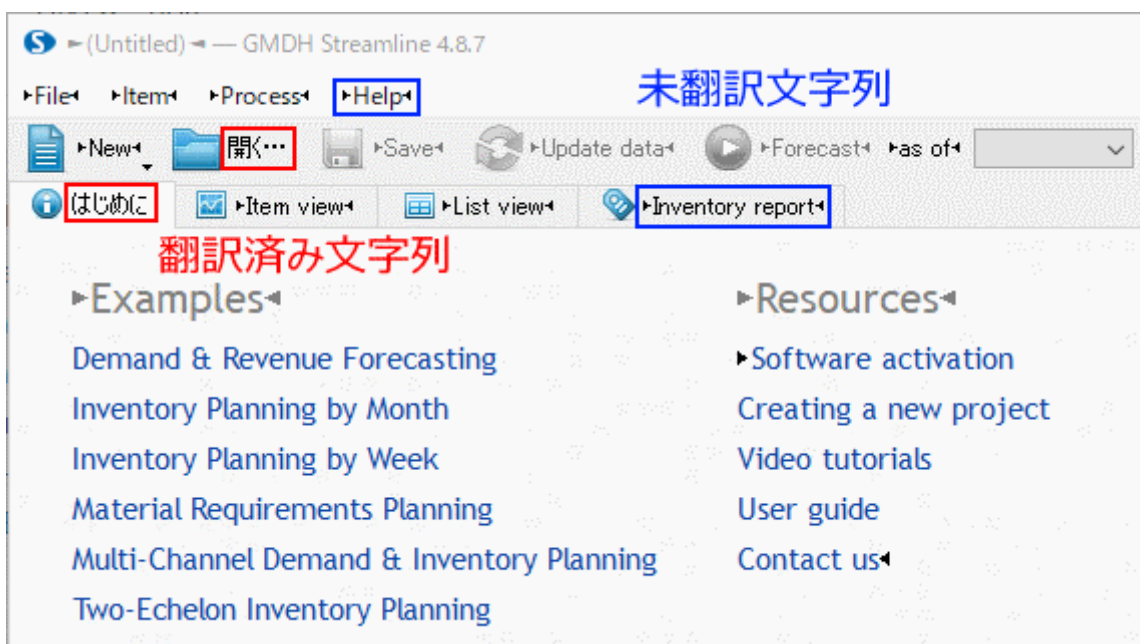 S ►(Untitled)◄ — GMDH Streamline 4.8.7
►File◄ ►Item◄ ►Process◄ ►Help◄ 未翻訳文字列
►New◄ 開く… ►Save◄ ►Update data◄ ►Forecast◄ ►as of◄
はじめに ►Item view◄ ►List view◄ ►Inventory report◄
翻訳済み文字列
►Examples◄
Demand & Revenue Forecasting
Inventory Planning by Month
Inventory Planning by Week
Material Requirements Planning
Multi-Channel Demand & Inventory Planning
Two-Echelon Inventory Planning
►Resources◄
►Software activation
Creating a new project
Video tutorials
User guide
Contact us◄